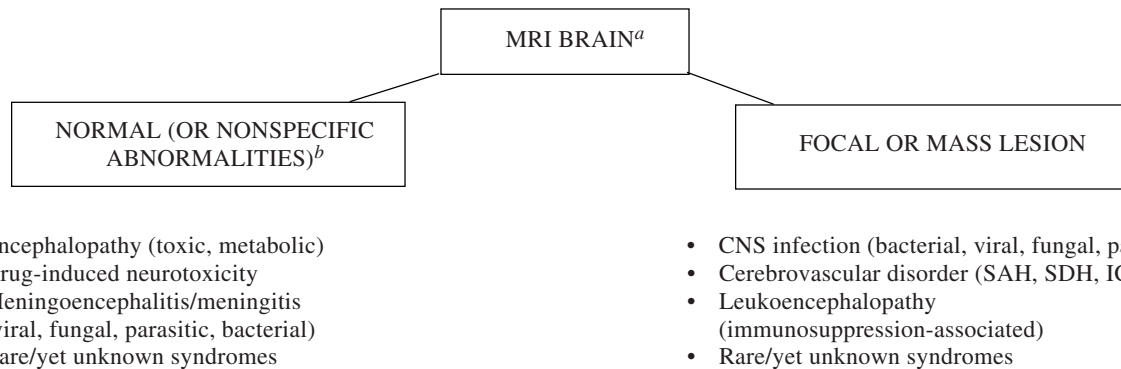 MRI BRAINa
NORMAL (OR NONSPECIFIC
ABNORMALITIES)b
FOCAL OR MASS LESION
ncephalopathy (toxic, metabolic)
rug-induced neurotoxicity
eningoencephalitis/meningitis
viral, fungal, parasitic, bacterial)
are/yet unknown syndromes
• CNS infection (bacterial, viral, fungal, pa
• Cerebrovascular disorder (SAH, SDH, IC
• Leukoencephalopathy
(immunosuppression-associated)
• Rare/yet unknown syndromes